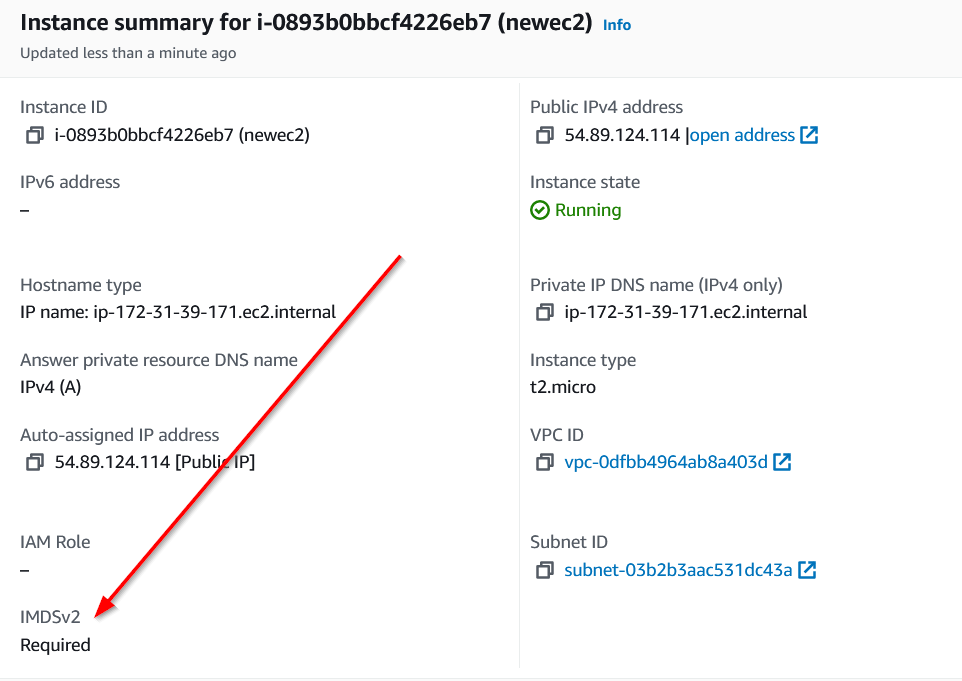 Instance summary for i-0893b0bbcf4226eb7 (newec2) Info
Updated less than a minute ago
Instance ID
i-0893b0bbcf4226eb7 (newec2)
Public IPv4 address
54.89.124.114 |open address
IPv6 address
–
Instance state
Running
Hostname type
IP name: ip-172-31-39-171.ec2.internal
Private IP DNS name (IPv4 only)
ip-172-31-39-171.ec2.internal
Answer private resource DNS name
IPv4 (A)
Instance type
t2.micro
Auto-assigned IP address
54.89.124.114 [Public IP]
VPC ID
vpc-0dfbb4964ab8a403d
IAM Role
–
Subnet ID
subnet-03b2b3aac531dc43a
IMDSv2
Required